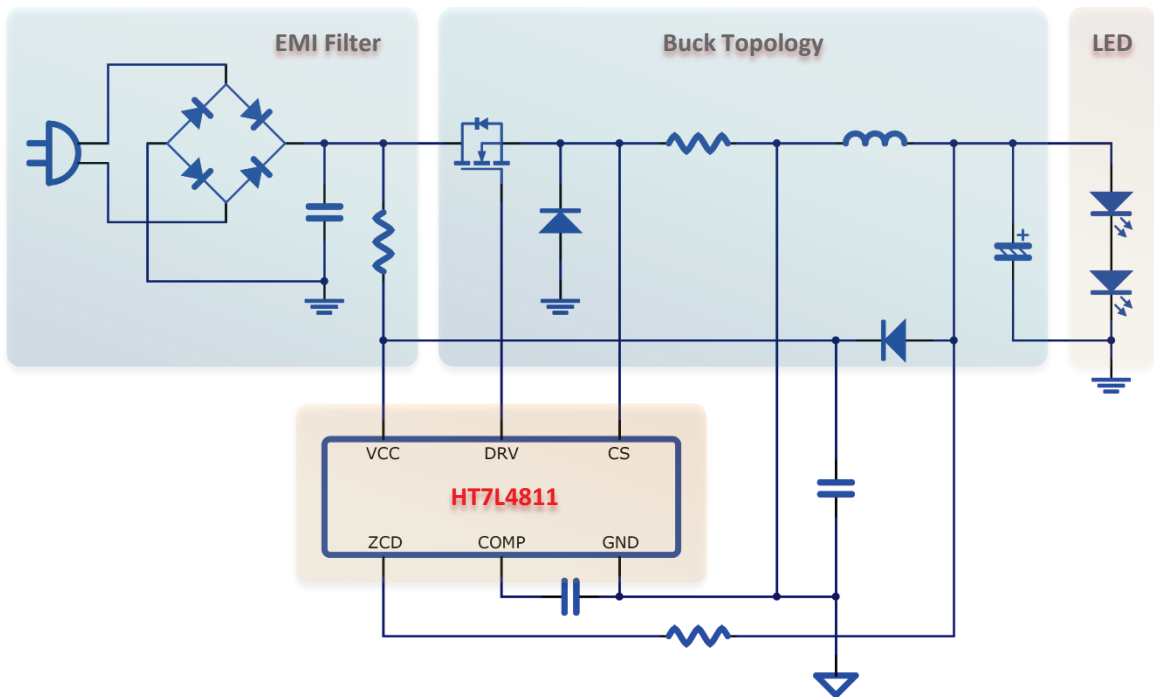 EMI Filter
Buck Topology
LED
+
VCC
DRV
CS
HT7L4811
ZCD
COMP
GND